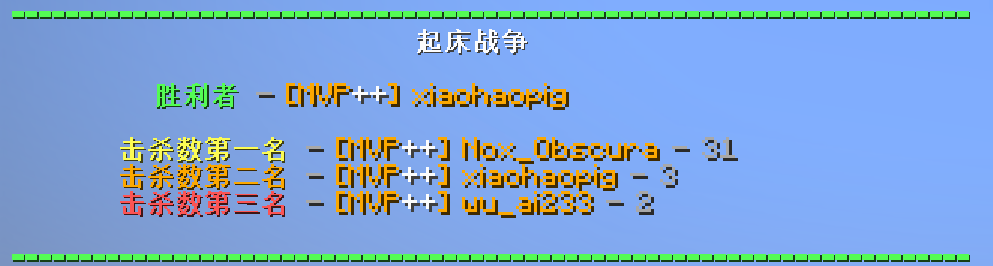 起床战争
胜利者 - [MVP++] xiaohaopig
击杀数第一名 - [MVP++] Nox_Obscura - 31
击杀数第二名 - [MVP++] xiaohaopig - 3
击杀数第三名 - [MVP++] wu_ai233 - 2